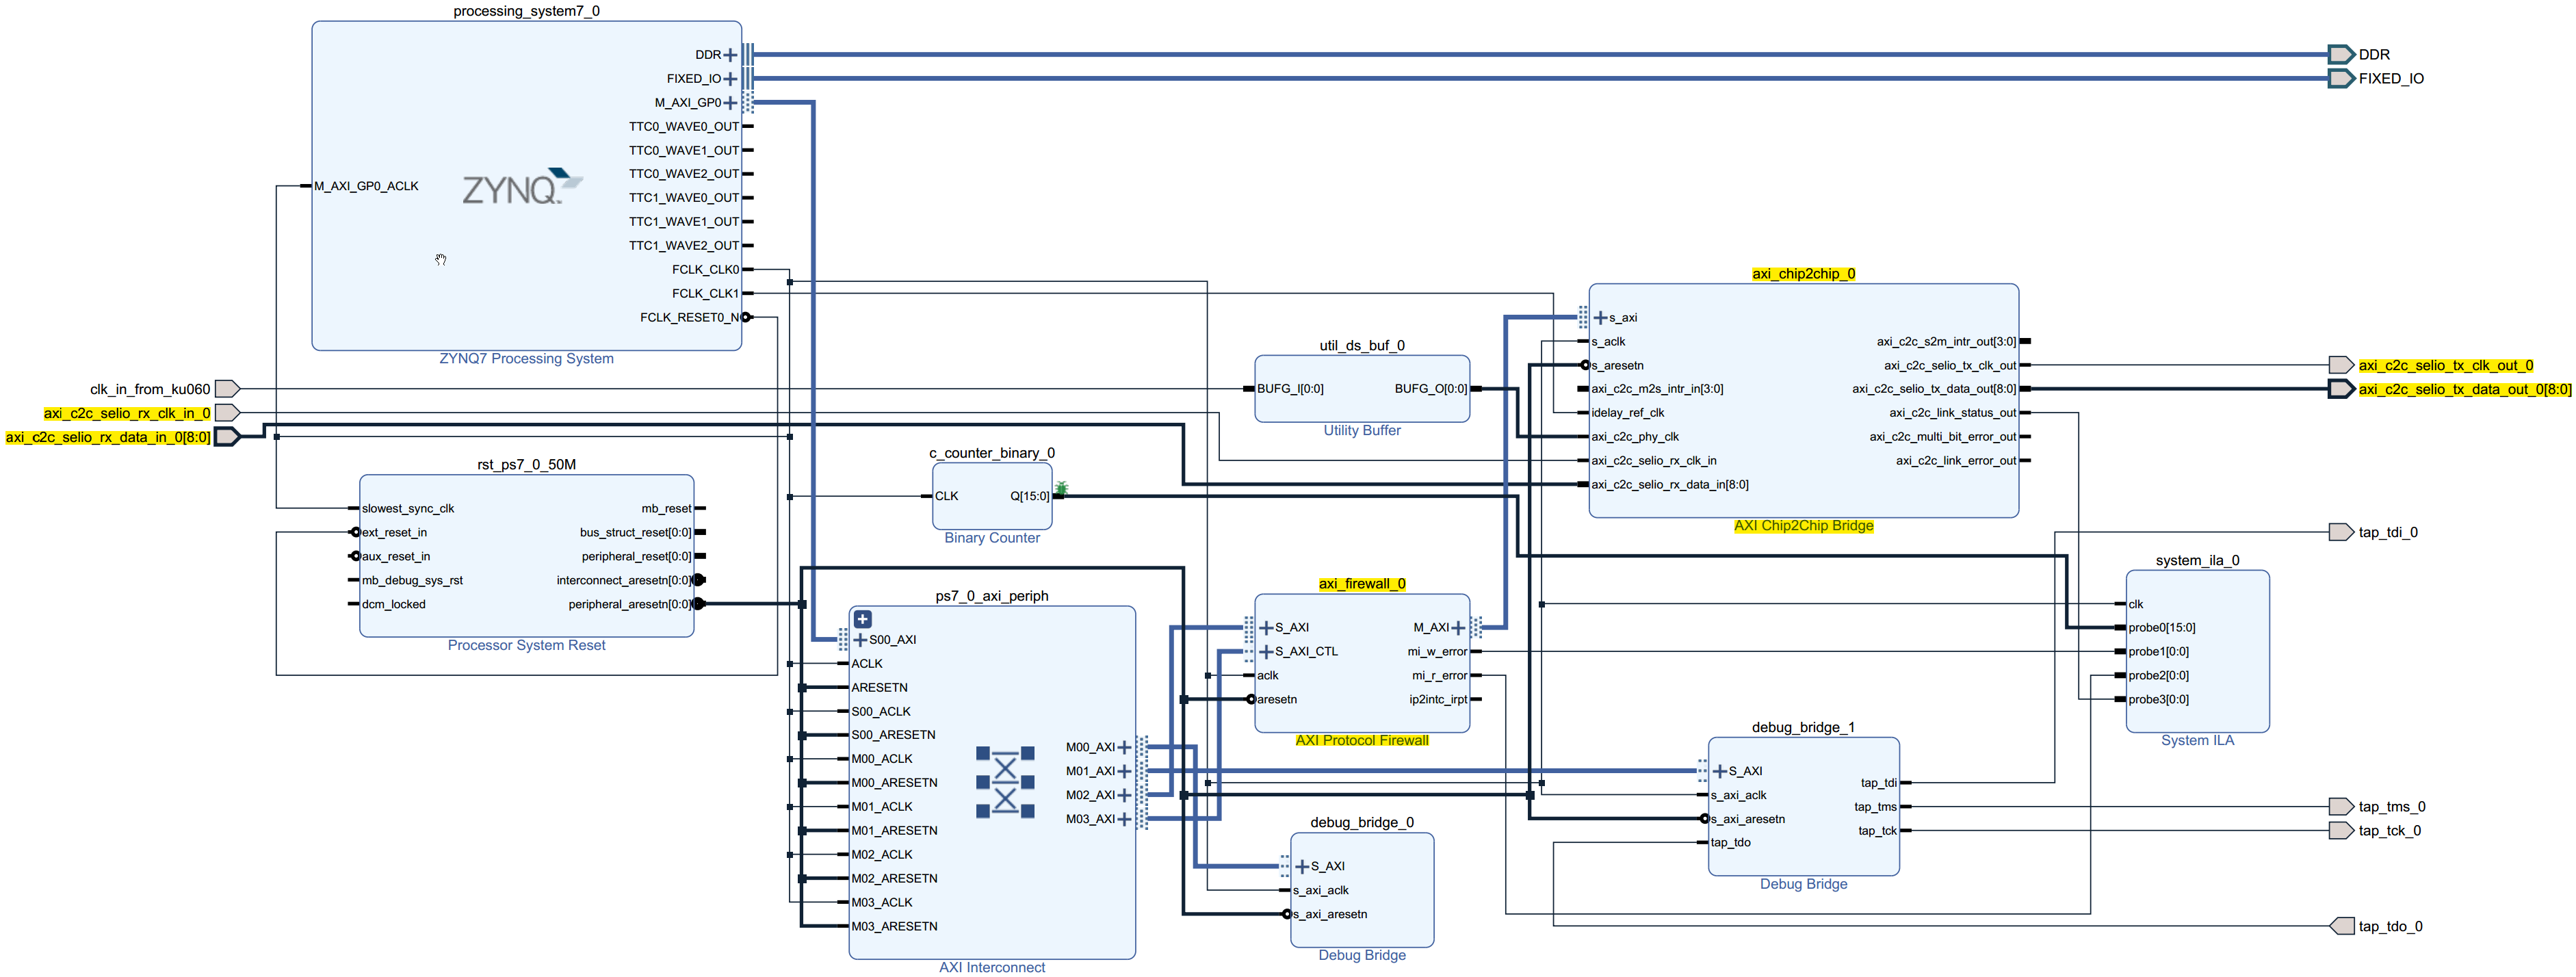 processing_system7_0
DDR
FIXED_IO
M_AXI_GP0
TTC0_WAVE0_OUT
TTC0_WAVE1_OUT
TTC0_WAVE2_OUT
TTC1_WAVE0_OUT
TTC1_WAVE1_OUT
TTC1_WAVE2_OUT
FCLK_CLK0
FCLK_CLK1
FCLK_RESET0_N
M_AXI_GP0_ACLK
ZYNQ
ZYNQ7 Processing System
DDR
FIXED_IO
clk_in_from_ku060
axi_c2c_selio_rx_clk_in_0
axi_c2c_selio_rx_data_in_0[8:0]
rst_ps7_0_50M
slowest_sync_clk
ext_reset_in
aux_reset_in
mb_debug_sys_rst
dcm_locked
mb_reset
bus_struct_reset[0:0]
peripheral_reset[0:0]
interconnect_aresetn[0:0]
peripheral_aresetn[0:0]
Processor System Reset
c_counter_binary_0
CLK
Q[15:0]
Binary Counter
util_ds_buf_0
BUFG_I[0:0]
BUFG_O[0:0]
Utility Buffer
axi_chip2chip_0
s_axi
s_aclk
s_aresetn
axi_c2c_m2s_intr_in[3:0]
idelay_ref_clk
axi_c2c_phy_clk
axi_c2c_selio_rx_clk_in
axi_c2c_selio_rx_data_in[8:0]
axi_c2c_s2m_intr_out[3:0]
axi_c2c_selio_tx_clk_out
axi_c2c_selio_tx_data_out[8:0]
axi_c2c_link_status_out
axi_c2c_multi_bit_error_out
axi_c2c_link_error_out
AXI Chip2Chip Bridge
axi_c2c_selio_tx_clk_out_0
axi_c2c_selio_tx_data_out_0[8:0]
ps7_0_axi_periph
S00_AXI
ACLK
ARESETN
S00_ACLK
S00_ARESETN
M00_ACLK
M00_ARESETN
M01_ACLK
M01_ARESETN
M02_ACLK
M02_ARESETN
M03_ACLK
M03_ARESETN
M00_AXI
M01_AXI
M02_AXI
M03_AXI
AXI Interconnect
axi_firewall_0
S_AXI
S_AXI_CTL
aclk
aresetn
M_AXI
mi_w_error
mi_r_error
ip2intc_irpt
AXI Protocol Firewall
debug_bridge_0
S_AXI
s_axi_aclk
s_axi_aresetn
Debug Bridge
debug_bridge_1
S_AXI
s_axi_aclk
s_axi_aresetn
tap_tdo
tap_tdi
tap_tms
tap_tck
Debug Bridge
system_ila_0
clk
probe0[15:0]
probe1[0:0]
probe2[0:0]
probe3[0:0]
System ILA
tap_tdi_0
tap_tms_0
tap_tck_0
tap_tdo_0